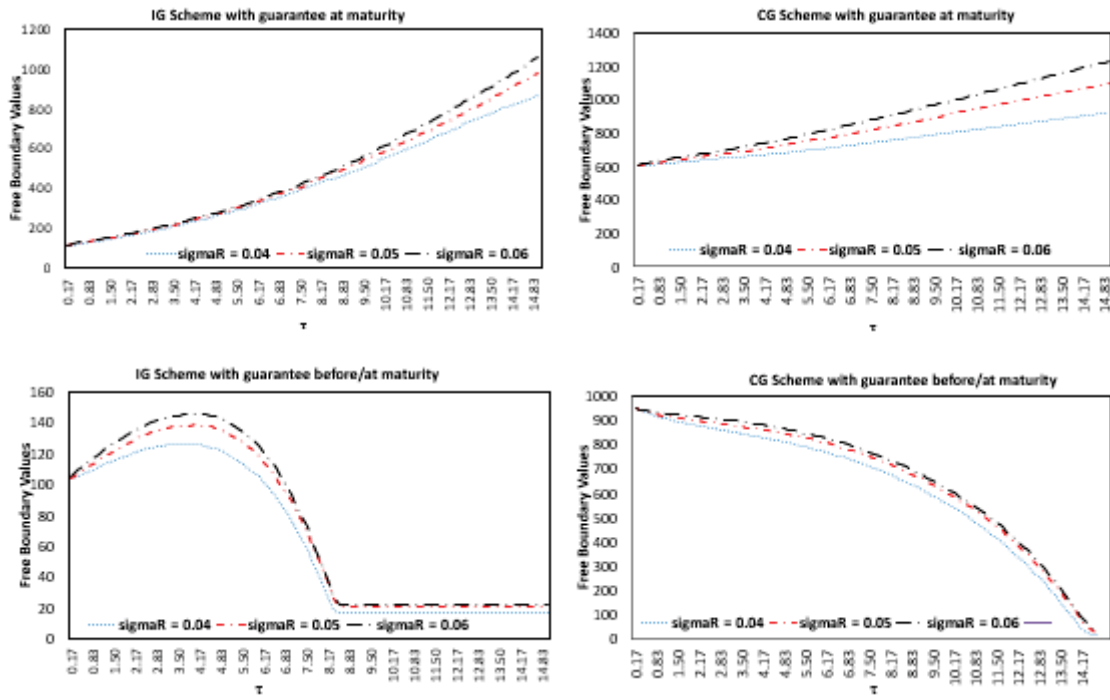 IG Scheme with guarantee at maturity
1200
1000
800
600
400
200
0
Free Boundary Values
sigmaR = 0.04 sigmaR = 0.05 sigmaR = 0.06
0.17 0.83 1.50 2.17 2.83 3.50 4.17 4.83 5.50 6.17 6.83 7.50 8.17 8.83 9.50 10.17 10.83 11.50 12.17 12.83 13.50 14.17 14.83
τ
CG Scheme with guarantee at maturity
1400
1200
1000
800
600
400
200
0
Free Boundary Values
sigmaR = 0.04 sigmaR = 0.05 sigmaR = 0.06
0.17 0.83 1.50 2.17 2.83 3.50 4.17 4.83 5.50 6.17 6.83 7.50 8.17 8.83 9.50 10.17 10.83 11.50 12.17 12.83 13.50 14.17 14.83
τ
IG Scheme with guarantee before/at maturity
160
140
120
100
80
60
40
20
0
Free Boundary Values
sigmaR = 0.04 sigmaR = 0.05 sigmaR = 0.06
0.17 0.83 1.50 2.17 2.83 3.50 4.17 4.83 5.50 6.17 6.83 7.50 8.17 8.83 9.50 10.17 10.83 11.50 12.17 12.83 13.50 14.17 14.83
τ
CG Scheme with guarantee before/at maturity
1000
900
800
700
600
500
400
300
200
100
0
Free Boundary Values
sigmaR = 0.04 sigmaR = 0.05 sigmaR = 0.06
0.17 0.83 1.50 2.17 2.83 3.50 4.17 4.83 5.50 6.17 6.83 7.50 8.17 8.83 9.50 10.17 10.83 11.50 12.17 12.83 13.50 14.17
τ